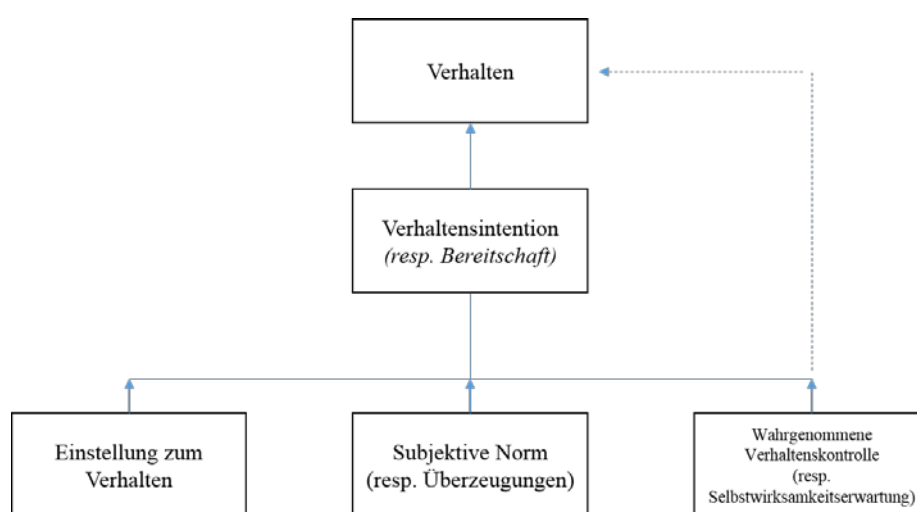 Verhalten
Verhaltensintention
(resp. Bereitschaft)
Einstellung zum
Verhalten
Subjektive Norm
(resp. Überzeugungen)
Wahrgenommene
Verhaltenskontrolle
(resp.
Selbstwirksamkeitserwartung)